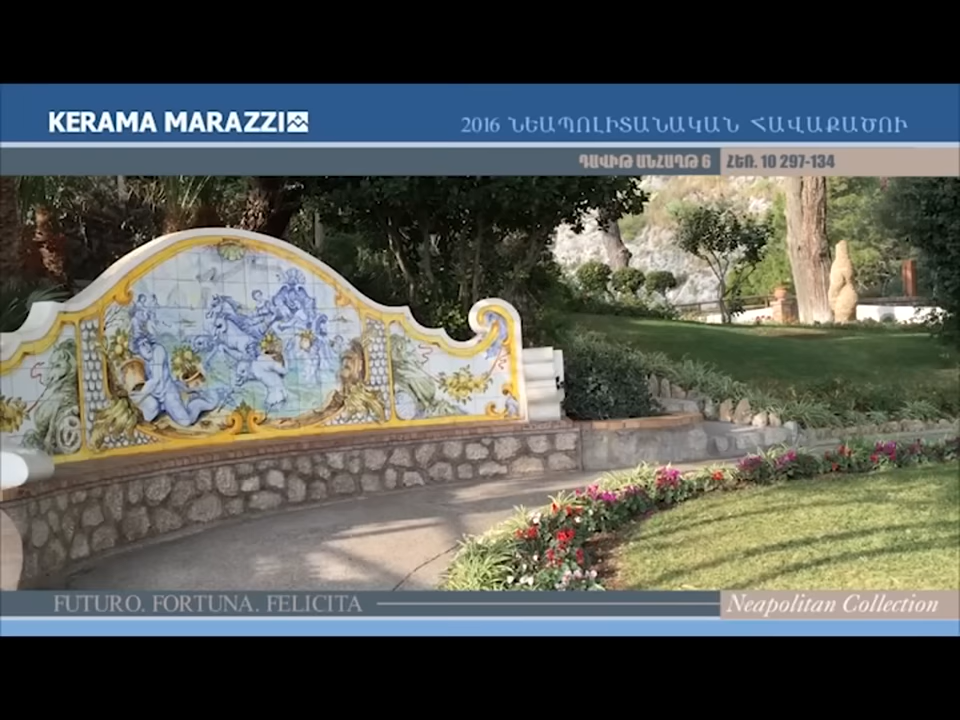 KERAMA MARAZZI
2016 ՆԵԱՊՈԼԻՏԱՆԱԿԱՆ ՀԱՎԱՔԱԾՈՒ
ԴԱՎԻԹ ԱՆՀԱՂԹ 6 ՀԵՌ. 10 297-134
FUTURO. FORTUNA. FELICITA
Neapolitan Collection